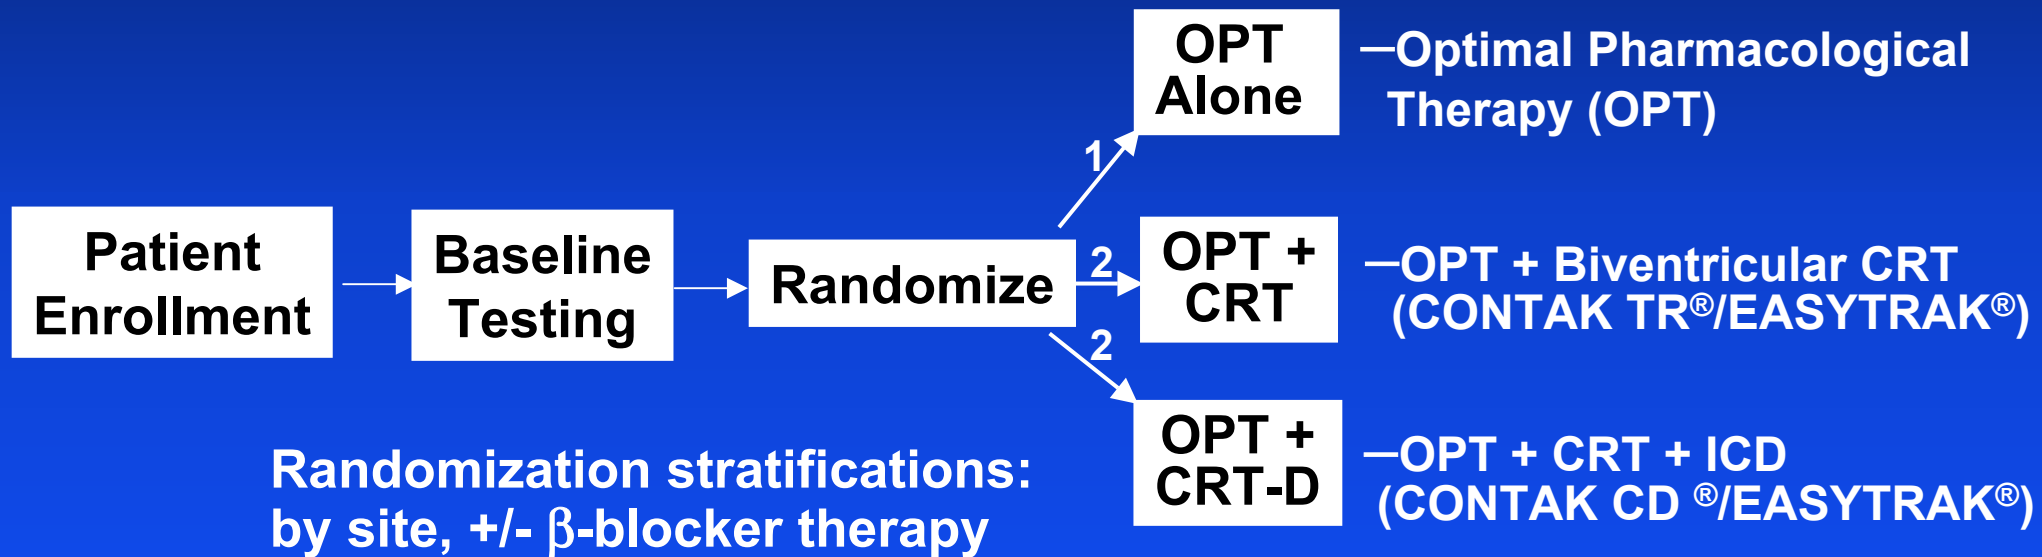 Patient
Enrollment
Baseline
Testing
Randomize
1
OPT
Alone
—Optimal Pharmacological
Therapy (OPT)
2
OPT +
CRT
—OPT + Biventricular CRT
(CONTAK TR®/EASYTRAK®)
2
OPT +
CRT-D
—OPT + CRT + ICD
(CONTAK CD ®/EASYTRAK®)
Randomization stratifications:
by site, +/- β-blocker therapy